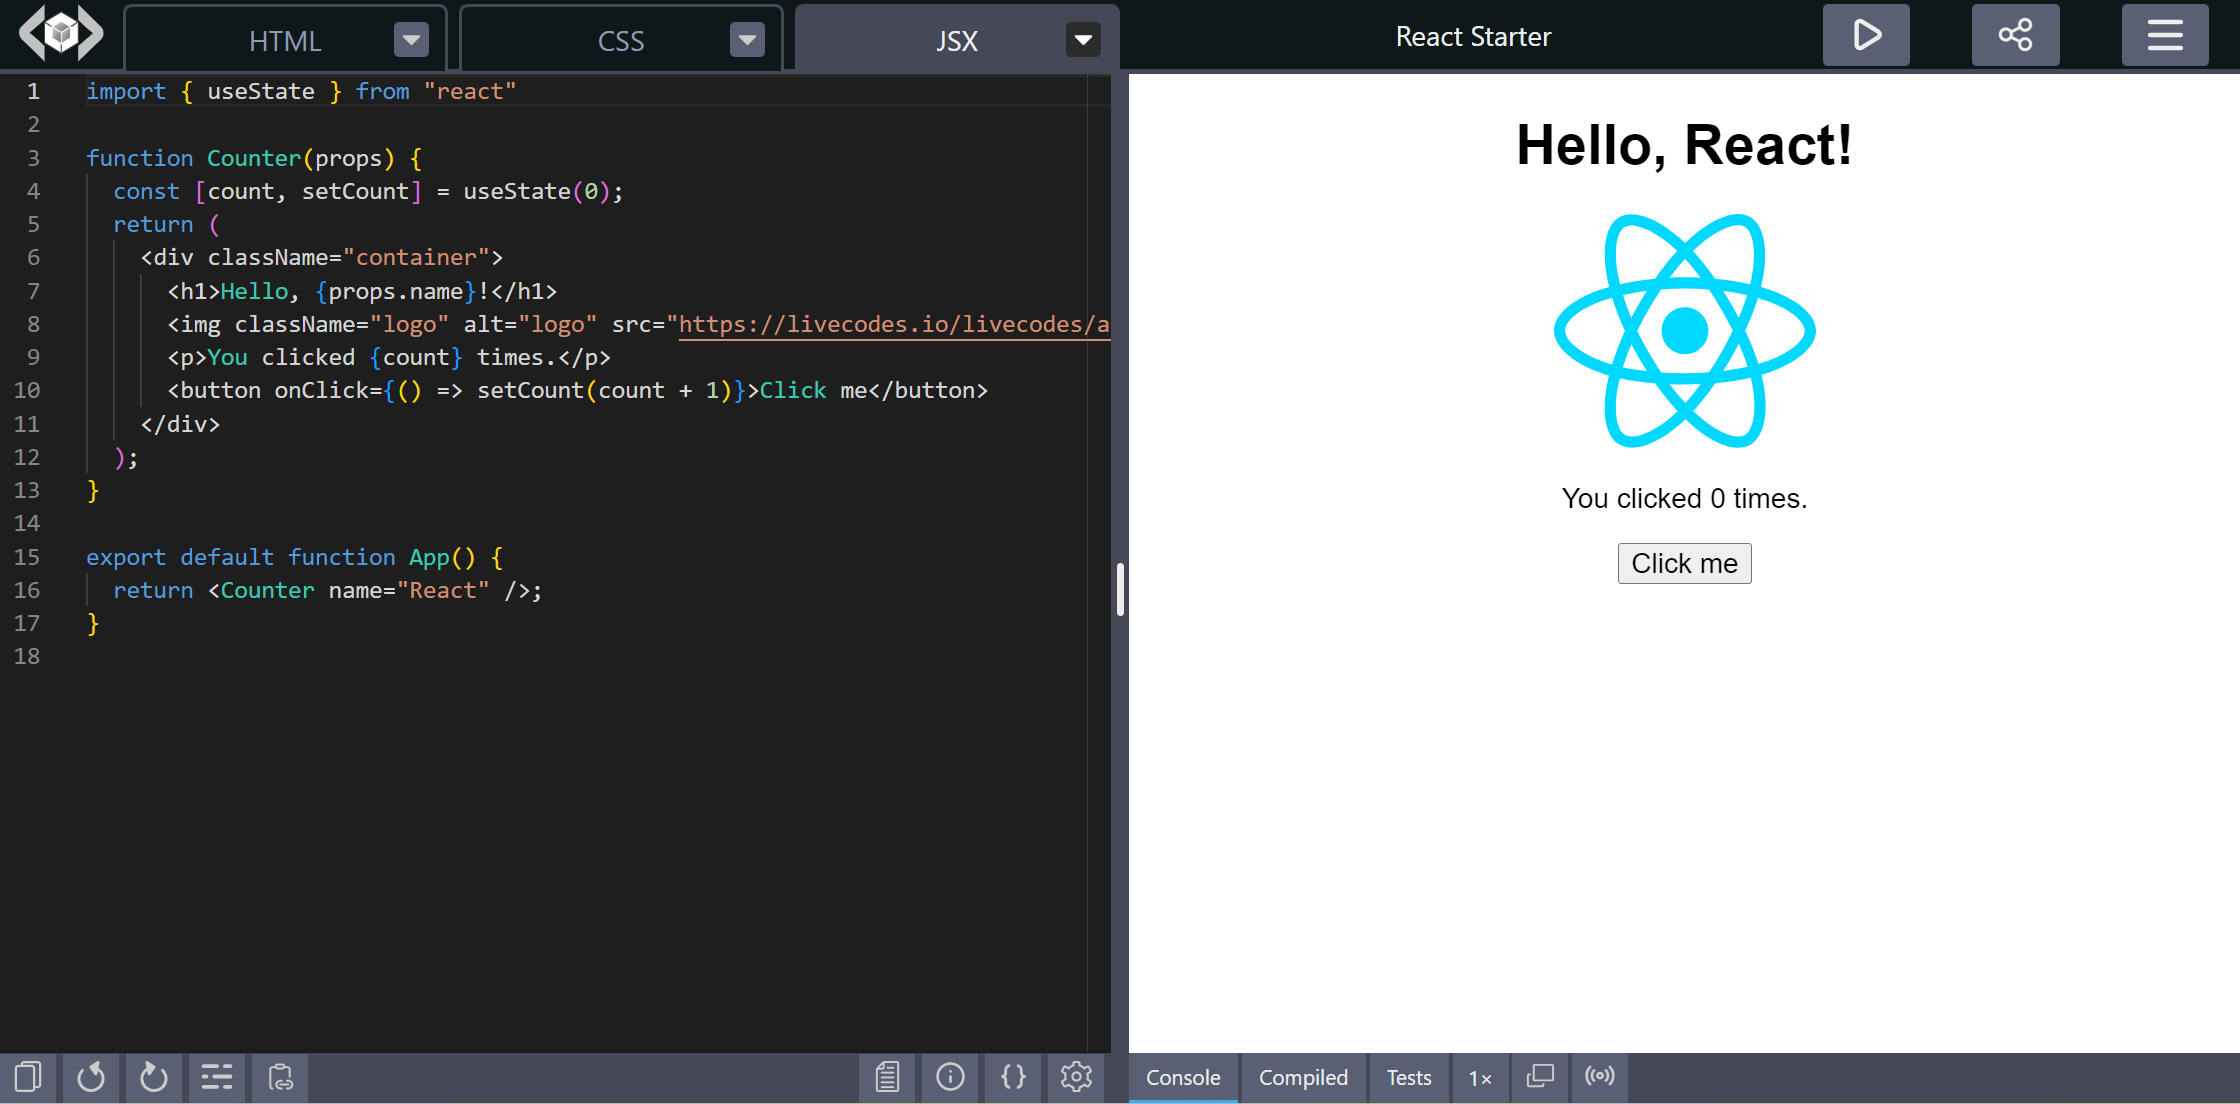 HTML
CSS
JSX
React Starter
1 import { useState } from "react"
2
3 function Counter(props) {
4   const [count, setCount] = useState(0);
5   return (
6     <div className="container">
7       <h1>Hello, {props.name}!</h1>
8       <img className="logo" alt="logo" src="https://livecodes.io/livecodes/a
9       <p>You clicked {count} times.</p>
10       <button onClick={() => setCount(count + 1)}>Click me</button>
11     </div>
12   );
13 }
14
15 export default function App() {
16   return <Counter name="React" />;
17 }
18
Hello, React!
You clicked 0 times.
Click me
Console
Compiled
Tests
1×